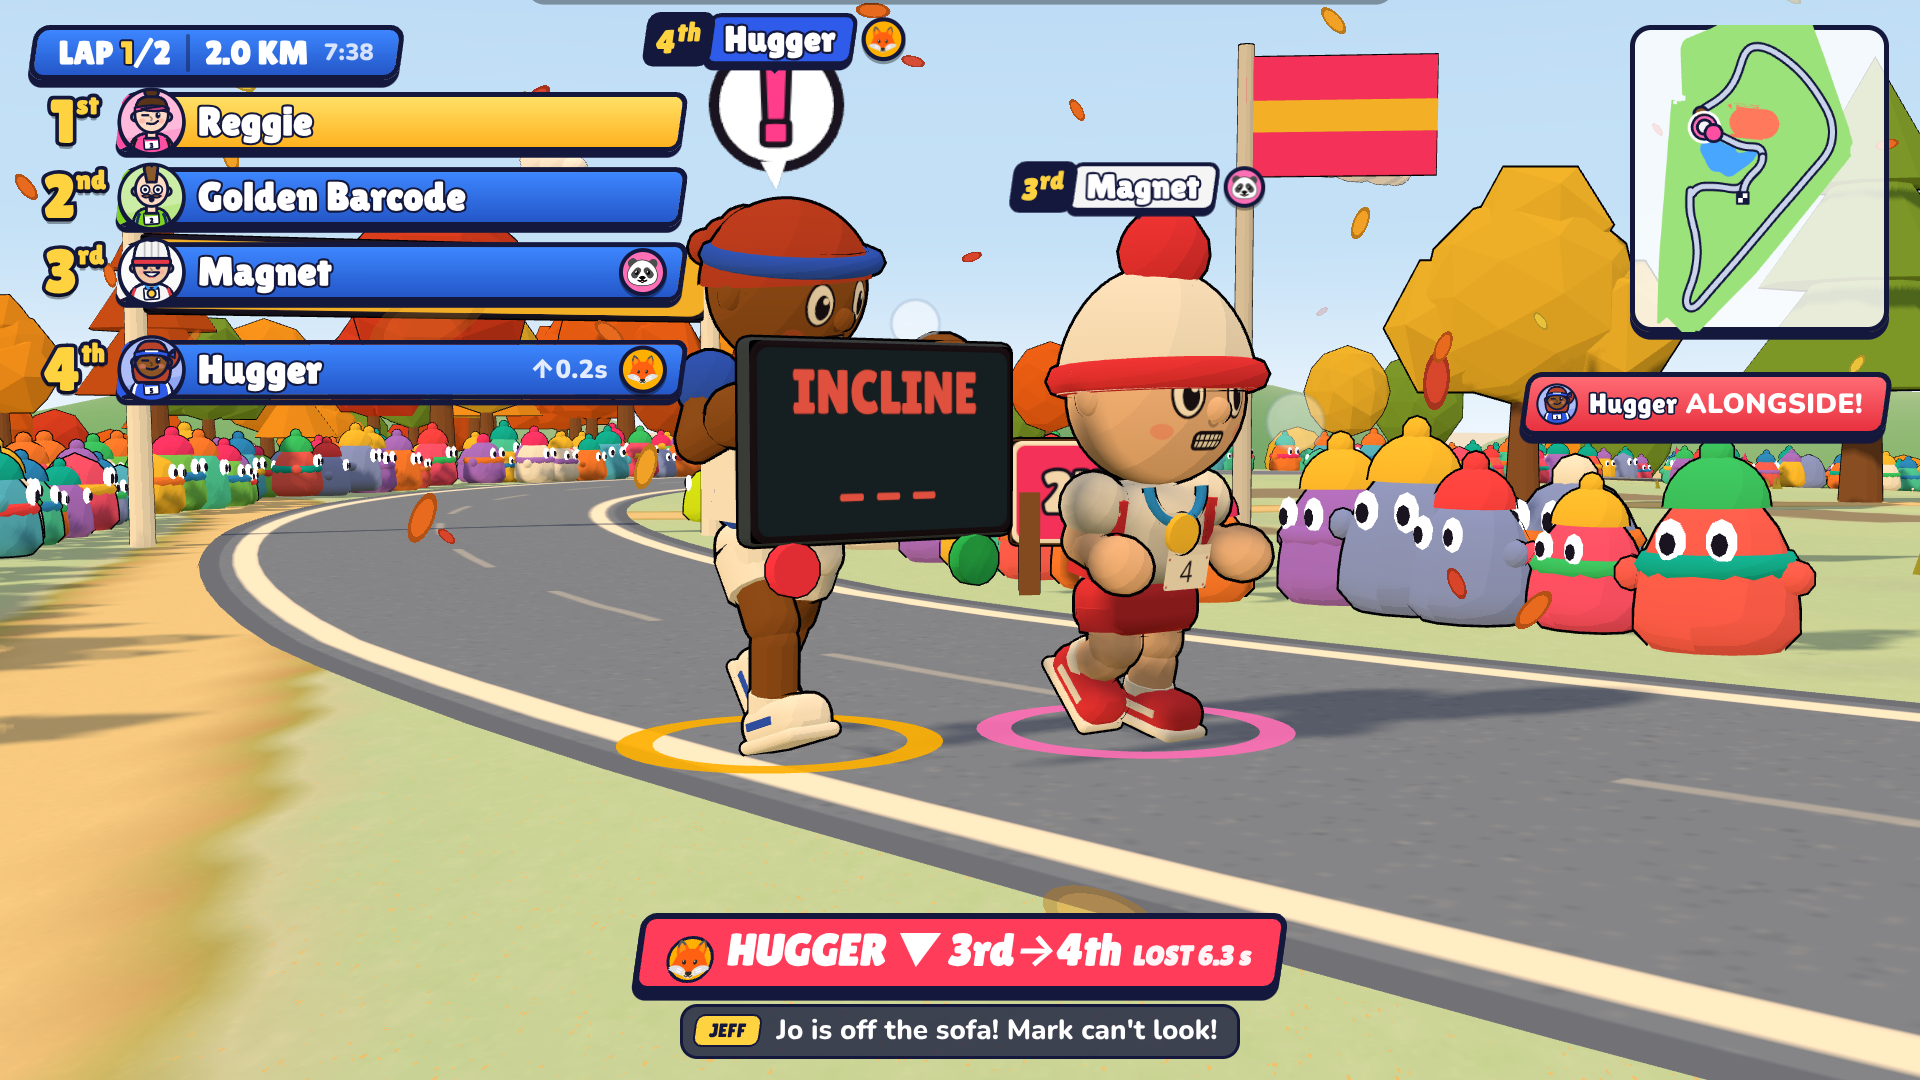 LAP 1/2 2.0 KM 7:38
1st Reggie
2nd Golden Barcode
3rd Magnet
4th Hugger ↑0.2s
4th Hugger
!
3rd Magnet
INCLINE
---
4
Hugger ALONGSIDE!
HUGGER ▼ 3rd→4th LOST 6.3 s
JEFF Jo is off the sofa! Mark can't look!